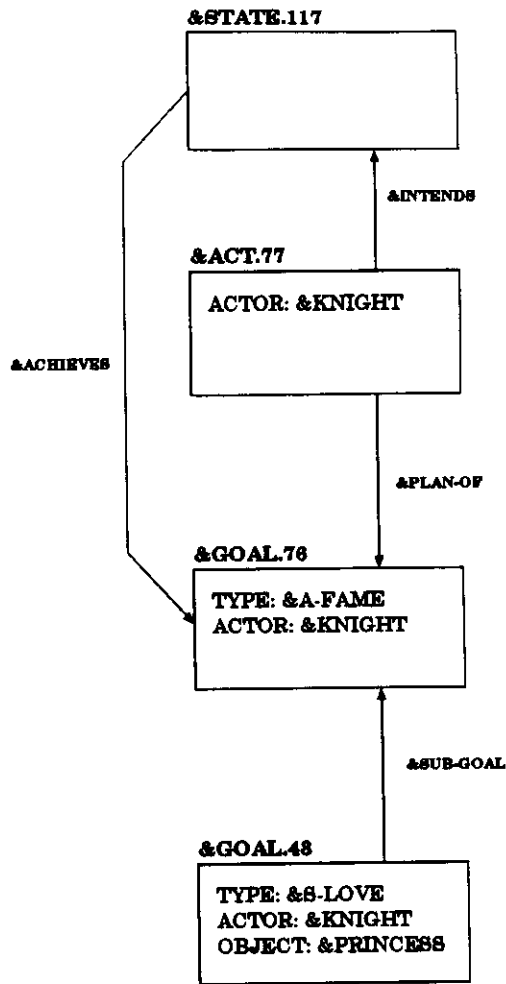 &STATE.117
&INTENDS
&ACT.77
ACTOR: &KNIGHT
&ACHIEVES
&PLAN-OF
&GOAL.76
TYPE: &A-FAME
ACTOR: &KNIGHT
&SUB-GOAL
&GOAL.48
TYPE: &S-LOVE
ACTOR: &KNIGHT
OBJECT: &PRINCESS